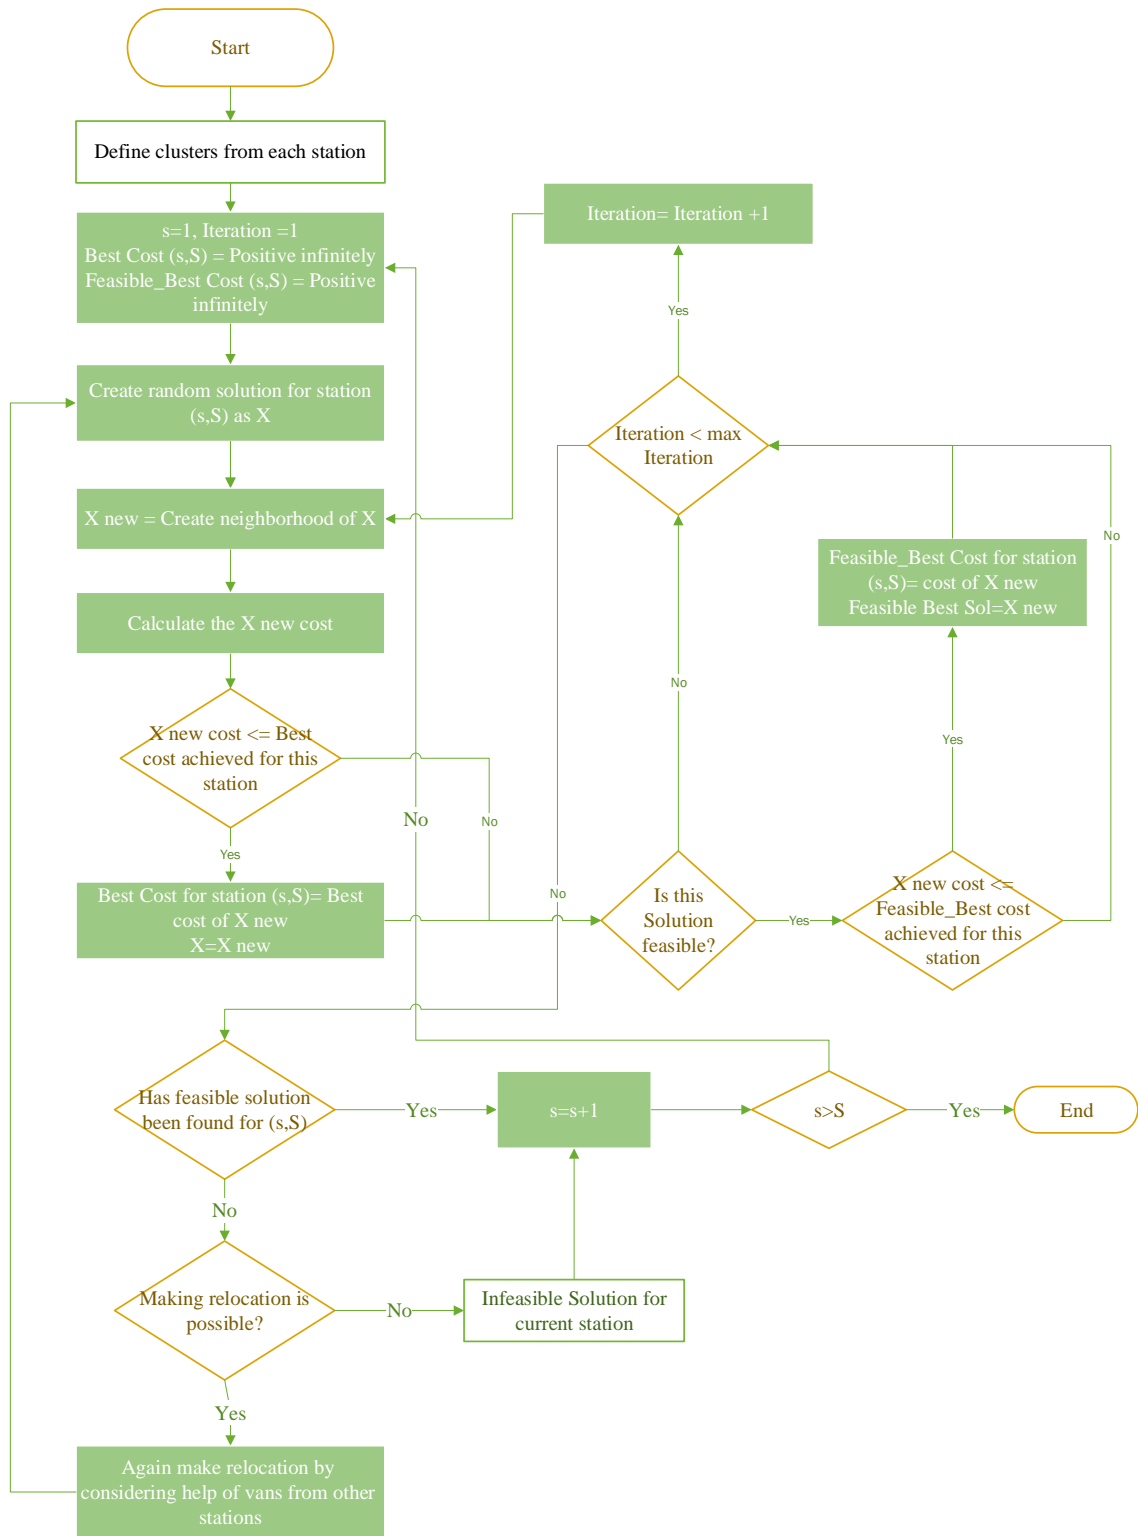 Start
Define clusters from each station
s=1, Iteration =1
Best Cost (s,S) = Positive infinitely
Feasible_Best Cost (s,S) = Positive
infinitely
Iteration= Iteration +1
Yes
Create random solution for station
(s,S) as X
Iteration < max
Iteration
X new = Create neighborhood of X
No
Feasible_Best Cost for station
(s,S)= cost of X new
Feasible Best Sol=X new
Calculate the X new cost
No
Yes
X new cost <= Best
cost achieved for this
station
No
No
Yes
Best Cost for station (s,S)= Best
cost of X new
X=X new
No
Is this
Solution
feasible?
Yes
X new cost <=
Feasible_Best cost
achieved for this
station
Has feasible solution
been found for (s,S)
Yes
s=s+1
s>S
Yes
End
No
Making relocation is
possible?
No
Infeasible Solution for
current station
Yes
Again make relocation by
considering help of vans from other
stations